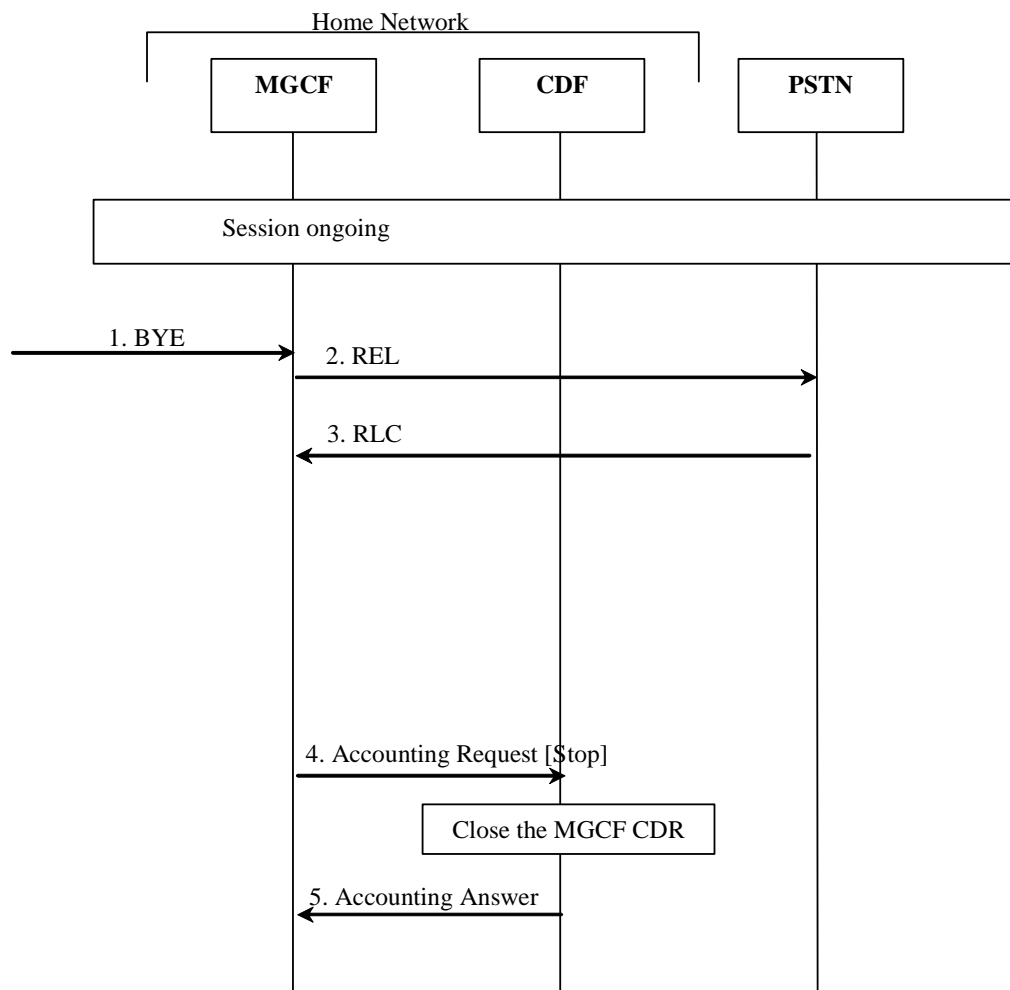 Home Network
MGCF
CDF
PSTN
Session ongoing
1. BYE
2. REL
3. RLC
4. Accounting Request [Stop]
Close the MGCF CDR
5. Accounting Answer